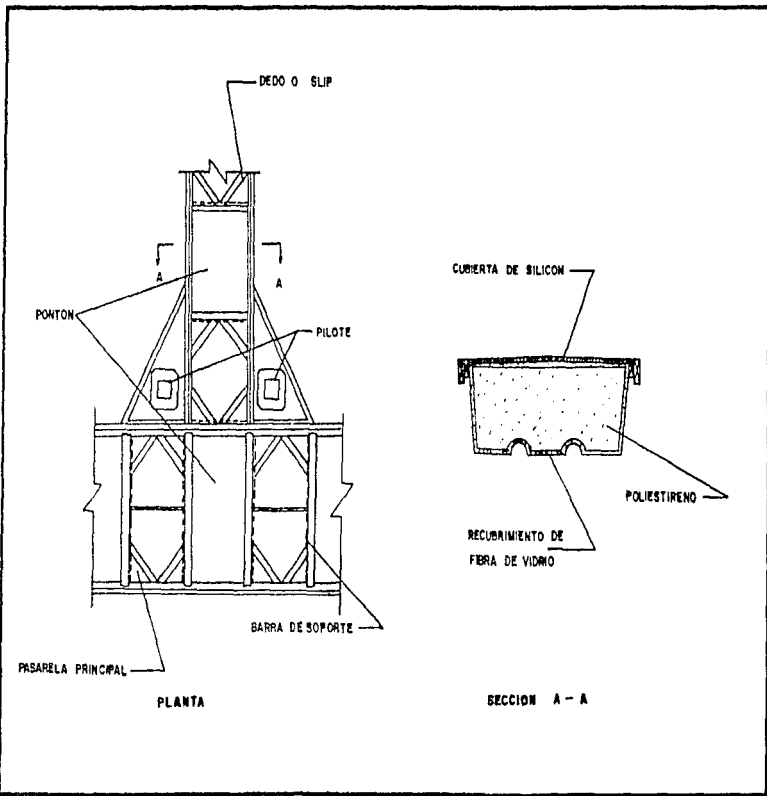 DEDO O SLIP
A
A
PONTON
PILOTE
BARRA DE SOPORTE
PASARELA PRINCIPAL
PLANTA
CUBIERTA DE SILICON
POLIESTIRENO
RECUBRIMIENTO DE
FIBRA DE VIDRIO
SECCION A - A